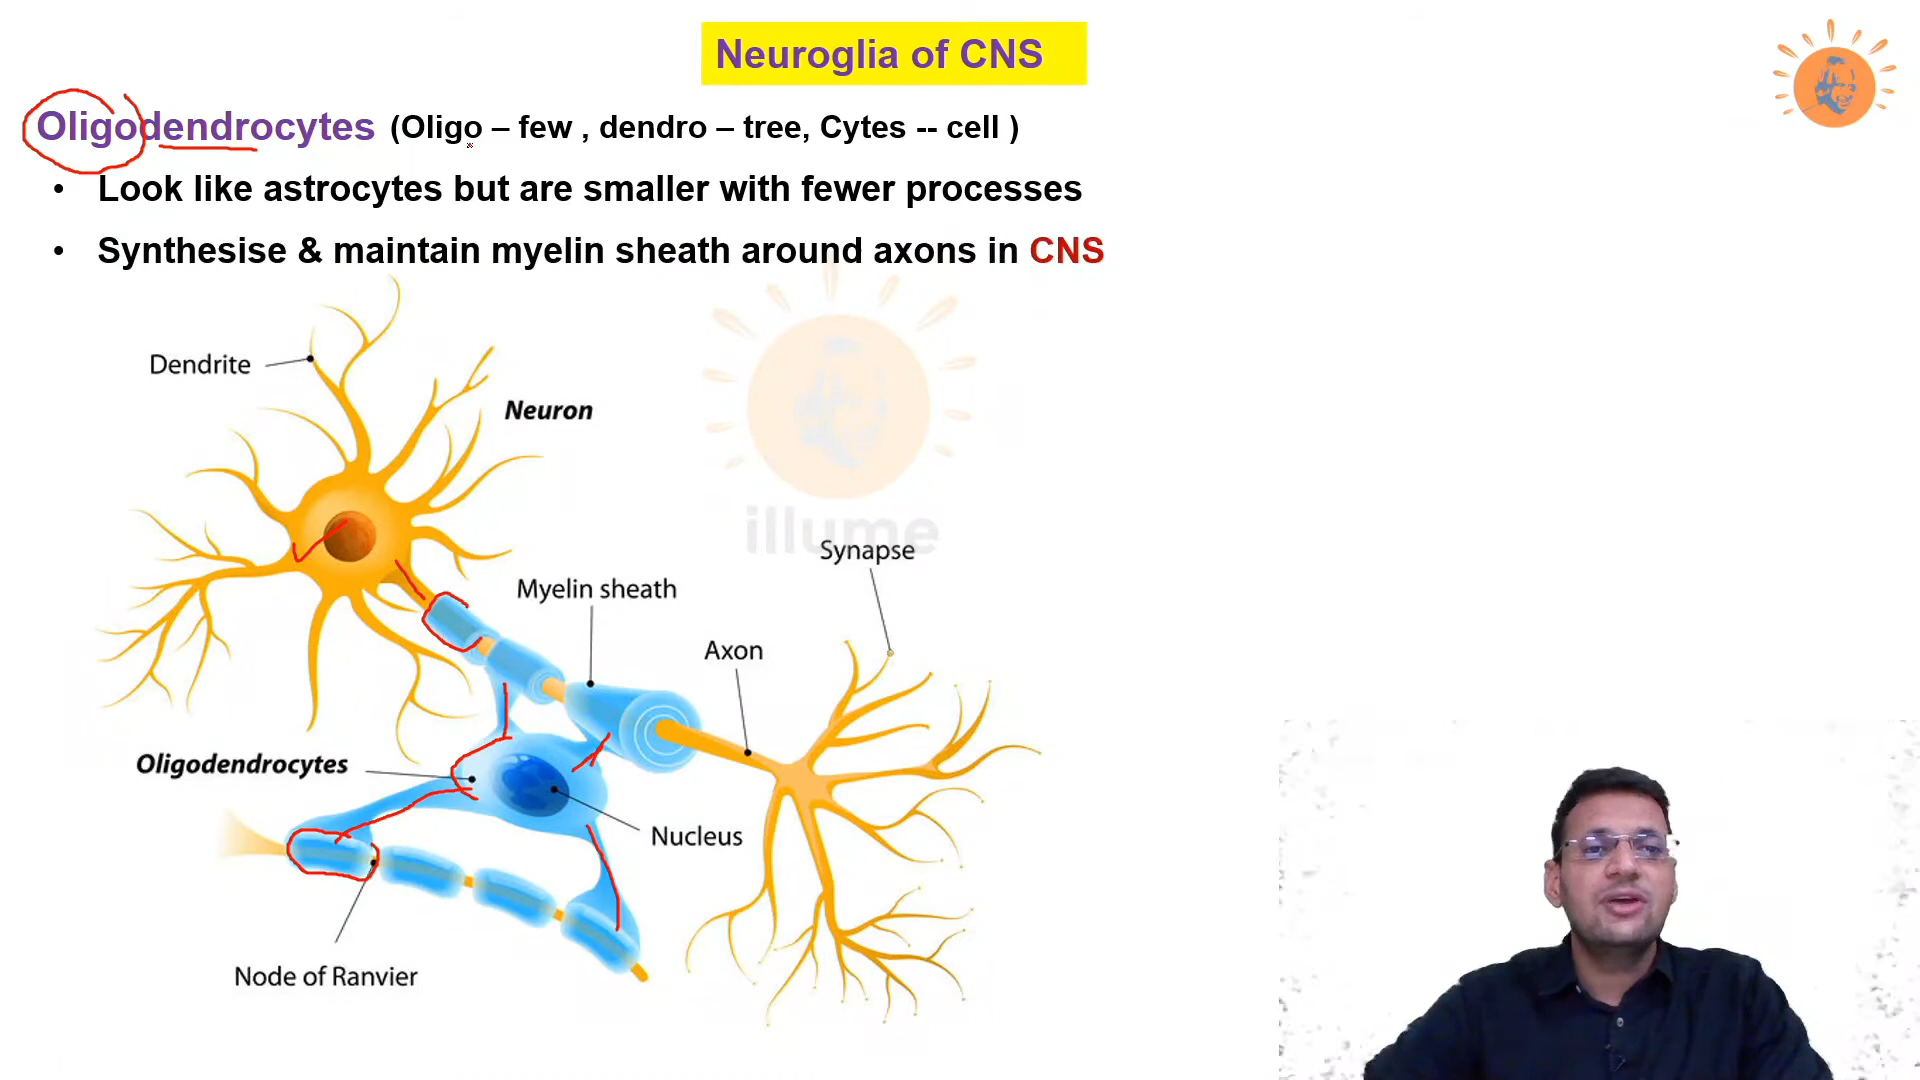 Neuroglia of CNS
Oligodendrocytes (Oligo – few , dendro – tree, Cytes -- cell )
• Look like astrocytes but are smaller with fewer processes
• Synthesise & maintain myelin sheath around axons in CNS
Dendrite
Neuron
illume
Synapse
Myelin sheath
Axon
Oligodendrocytes
Nucleus
Node of Ranvier